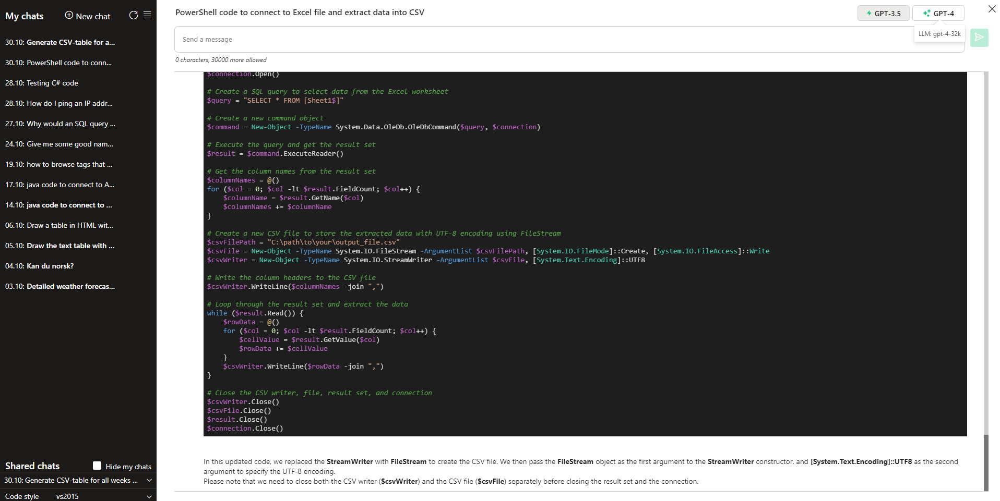 My chats
New chat
30.10: Generate CSV-table for a...
30.10: PowerShell code to conn...
28.10: Testing C# code
28.10: How do I ping an IP addr...
27.10: Why would an SQL query ...
24.10: Give me some good nam...
19.10: how to browse tags that ...
17.10: java code to connect to A...
14.10: java code to connect to ...
06.10: Draw a table in HTML wit...
05.10: Draw the text table with ...
04.10: Kan du norsk?
03.10: Detailed weather forecas...
Shared chats
Hide my chats
30.10: Generate CSV-table for all weeks ...
Code style vs2015
PowerShell code to connect to Excel file and extract data into CSV
GPT-3.5
GPT-4
LLM: gpt-4-32k
Send a message
0 characters, 30000 more allowed
$connection.Open()
# Create a SQL query to select data from the Excel worksheet
$query = "SELECT * FROM [Sheet1$]"
# Create a new command object
$command = New-Object -TypeName System.Data.OleDb.OleDbCommand($query, $connection)
# Execute the query and get the result set
$result = $command.ExecuteReader()
# Get the column names from the result set
$columnNames = @()
for ($col = 0; $col -lt $result.FieldCount; $col++) {
    $columnName = $result.GetName($col)
    $columnNames += $columnName
}
# Create a new CSV file to store the extracted data with UTF-8 encoding using FileStream
$csvFilePath = "C:\path\to\your\output_file.csv"
$csvFile = New-Object -TypeName System.IO.FileStream -ArgumentList $csvFilePath, [System.IO.FileMode]::Create, [System.IO.FileAccess]::Write
$csvWriter = New-Object -TypeName System.IO.StreamWriter -ArgumentList $csvFile, [System.Text.Encoding]::UTF8
# Write the column headers to the CSV file
$csvWriter.WriteLine($columnNames -join ",")
# Loop through the result set and extract the data
while ($result.Read()) {
    $rowData = @()
    for ($col = 0; $col -lt $result.FieldCount; $col++) {
        $cellValue = $result.GetValue($col)
        $rowData += $cellValue
    }
    $csvWriter.WriteLine($rowData -join ",")
}
# Close the CSV writer, file, result set, and connection
$csvWriter.Close()
$csvFile.Close()
$result.Close()
$connection.Close()
In this updated code, we replaced the StreamWriter with FileStream to create the CSV file. We then pass the FileStream object as the first argument to the StreamWriter constructor, and [System.Text.Encoding]::UTF8 as the second
argument to specify the UTF-8 encoding.
Please note that we need to close both the CSV writer ($csvWriter) and the CSV file ($csvFile) separately before closing the result set and the connection.